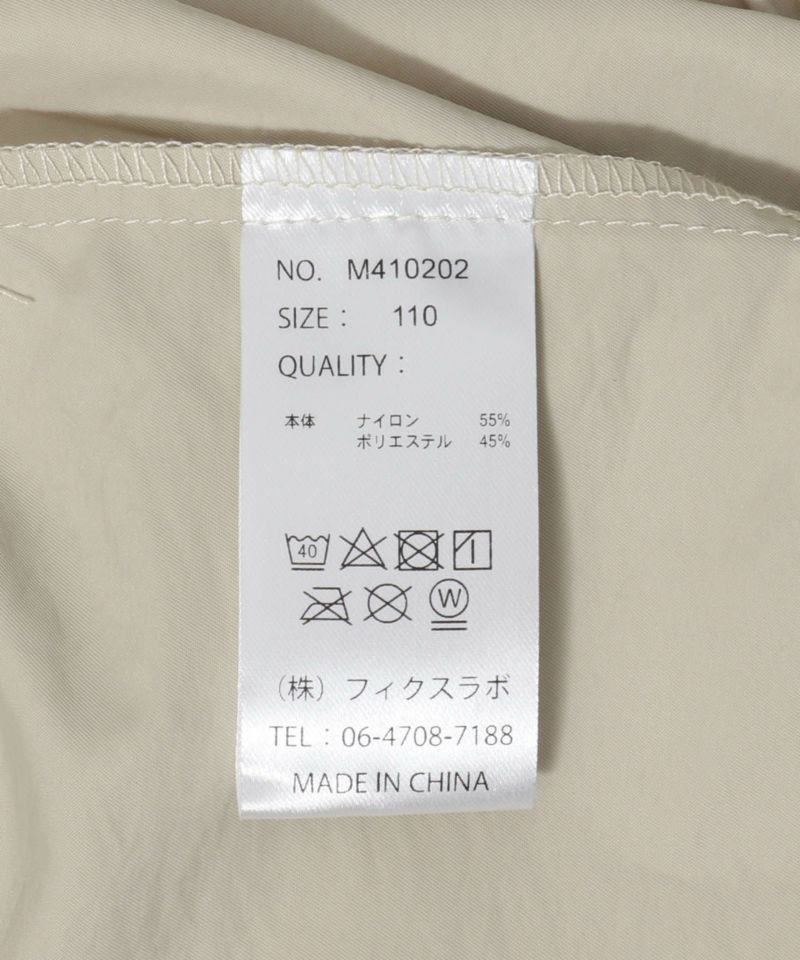 NO. M410202
SIZE : 110
QUALITY :
本体 ナイロン 55%
ポリエステル 45%
40
W
（株）フィクスラボ
TEL : 06-4708-7188
MADE IN CHINA